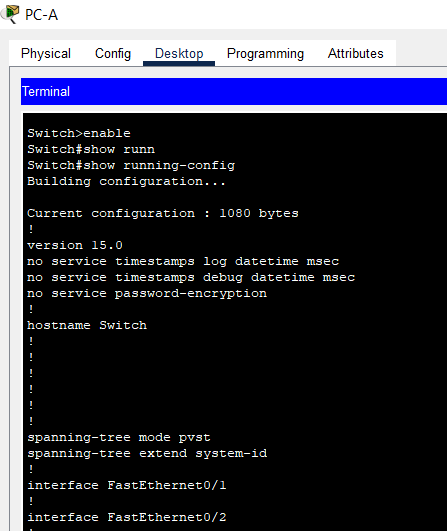 PC-A
Physical Config Desktop Programming Attributes
Terminal
Switch>enable
Switch#show runn
Switch#show running-config
Building configuration...
Current configuration : 1080 bytes
!
version 15.0
no service timestamps log datetime msec
no service timestamps debug datetime msec
no service password-encryption
!
hostname Switch
!
!
!
!
!
!
spanning-tree mode pvst
spanning-tree extend system-id
!
interface FastEthernet0/1
!
interface FastEthernet0/2
!